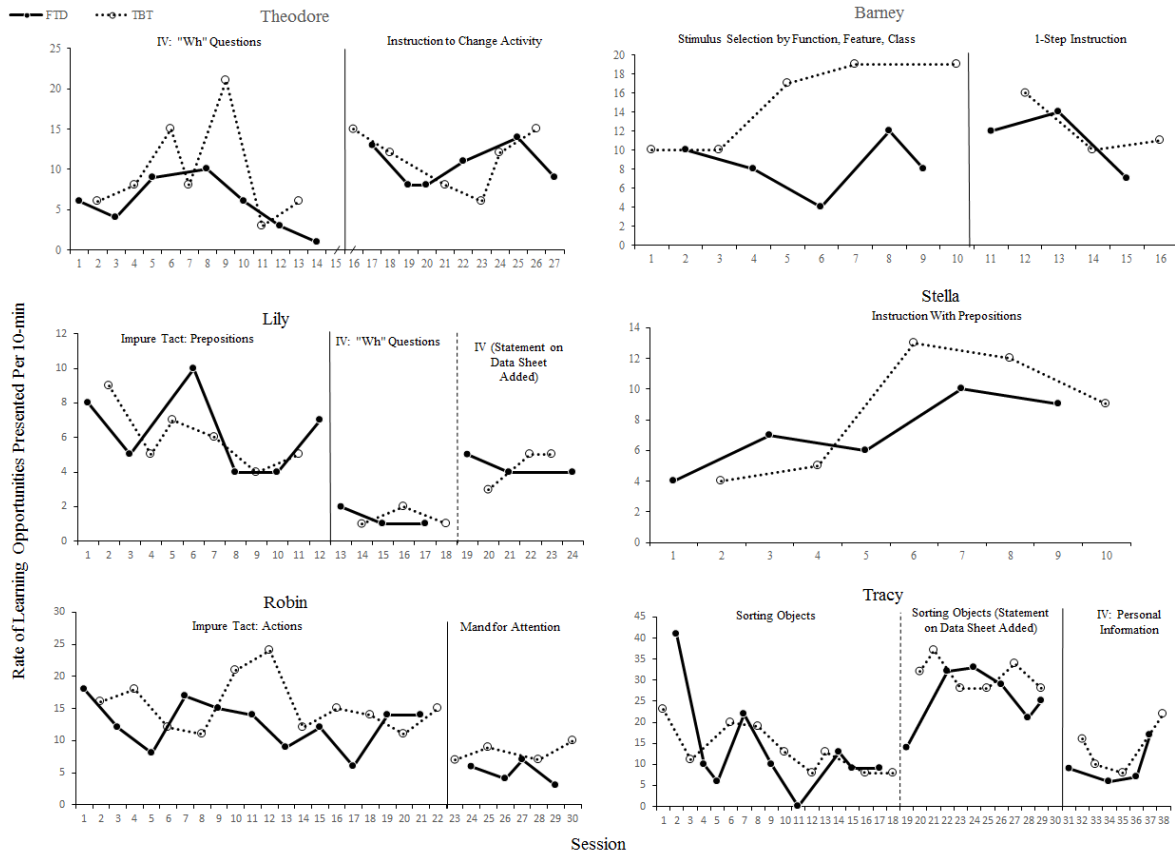 FTD TBT
Theodore
IV: "Wh" Questions
Instruction to Change Activity
25
20
15
10
5
0
1 2 3 4 5 6 7 8 9 10 11 12 13 14 15 16 17 18 19 20 21 22 23 24 25 26 27
Barney
Stimulus Selection by Function, Feature, Class
1-Step Instruction
20
18
16
14
12
10
8
6
4
2
0
1 2 3 4 5 6 7 8 9 10 11 12 13 14 15 16
Rate of Learning Opportunities Presented Per 10-min
Lily
Impure Tact: Prepositions
IV: "Wh" Questions
IV (Statement on
Data Sheet
Added)
12
10
8
6
4
2
0
1 2 3 4 5 6 7 8 9 10 11 12 13 14 15 16 17 18 19 20 21 22 23 24
Stella
Instruction With Prepositions
14
12
10
8
6
4
2
0
1 2 3 4 5 6 7 8 9 10
Robin
Impure Tact: Actions
Mand for Attention
30
25
20
15
10
5
0
1 2 3 4 5 6 7 8 9 10 11 12 13 14 15 16 17 18 19 20 21 22 23 24 25 26 27 28 29 30
Tracy
Sorting Objects
Sorting Objects (Statement
on Data Sheet Added)
IV: Personal
Information
45
40
35
30
25
20
15
10
5
0
1 2 3 4 5 6 7 8 9 10 11 12 13 14 15 16 17 18 19 20 21 22 23 24 25 26 27 28 29 30 31 32 33 34 35 36 37 38
Session